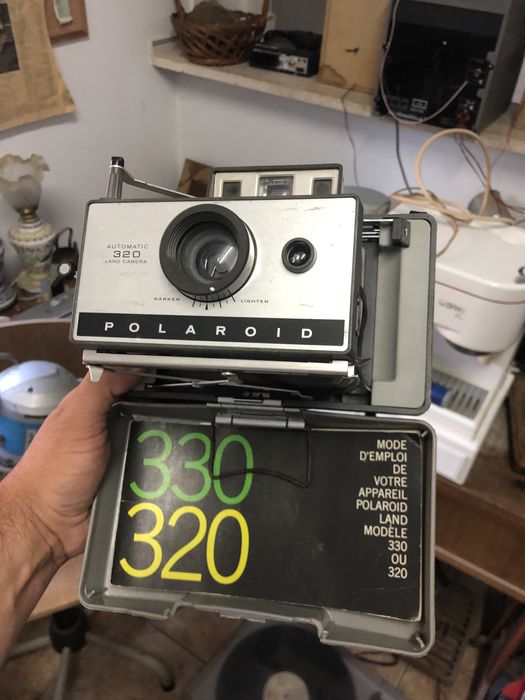 AUTOMATIC
320
LAND CAMERA
DARKEN LIGHTEN
POLAROID
330
320
MODE
D'EMPLOI
DE
VOTRE
APPAREIL
POLAROID
LAND
MODÈLE
330
OU
320